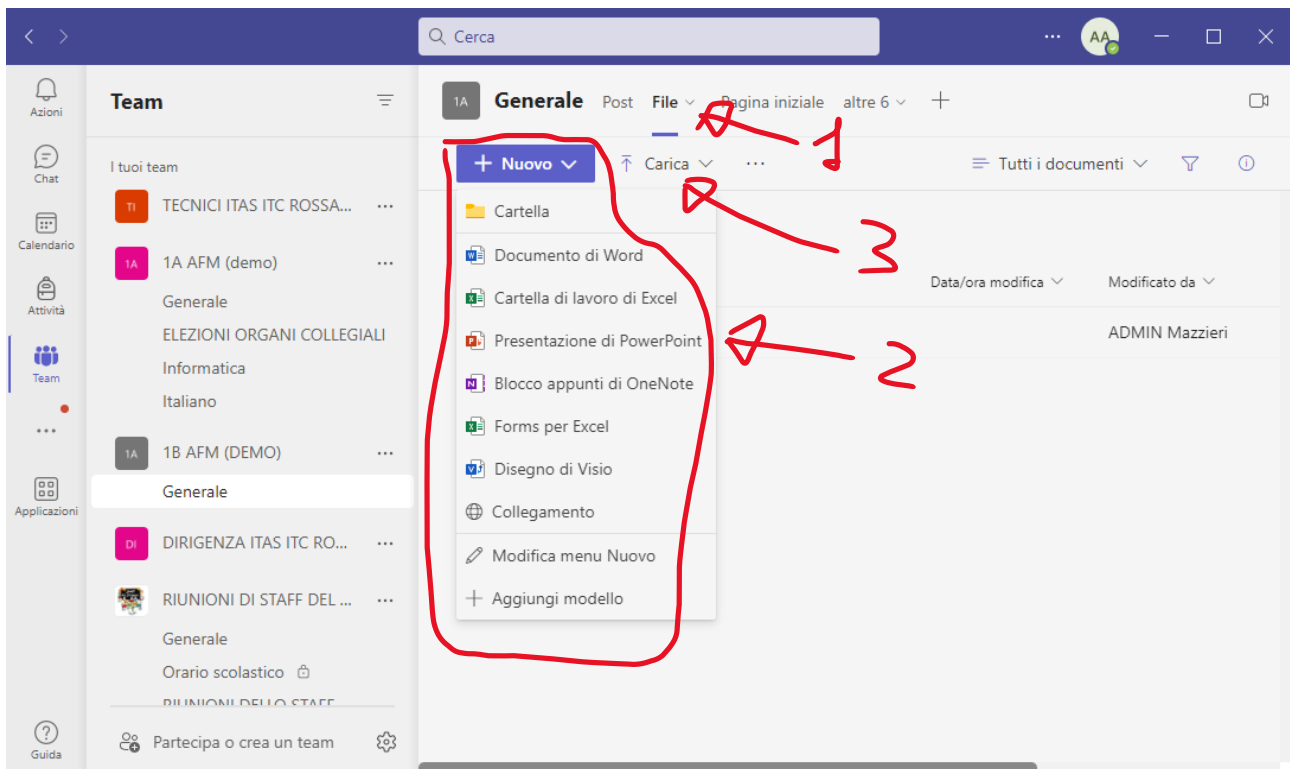 Cerca
AA
Azioni
Chat
Calendario
Attività
Team
Applicazioni
Guida
Team
I tuoi team
TI TECNICI ITAS ITC ROSSA...
1A 1A AFM (demo)
Generale
ELEZIONI ORGANI COLLEGIALI
Informatica
Italiano
1A 1B AFM (DEMO)
Generale
DI DIRIGENZA ITAS ITC RO...
RIUNIONI DI STAFF DEL ...
Generale
Orario scolastico
RIUNIONI DELLO STAFF
Partecipa o crea un team
1A Generale Post File Pagina iniziale altre 6
1
Nuovo Carica ... Tutti i documenti
3
Cartella
Documento di Word
Cartella di lavoro di Excel
Presentazione di PowerPoint
2
Blocco appunti di OneNote
Forms per Excel
Disegno di Visio
Collegamento
Modifica menu Nuovo
Aggiungi modello
Data/ora modifica Modificato da
ADMIN Mazzieri